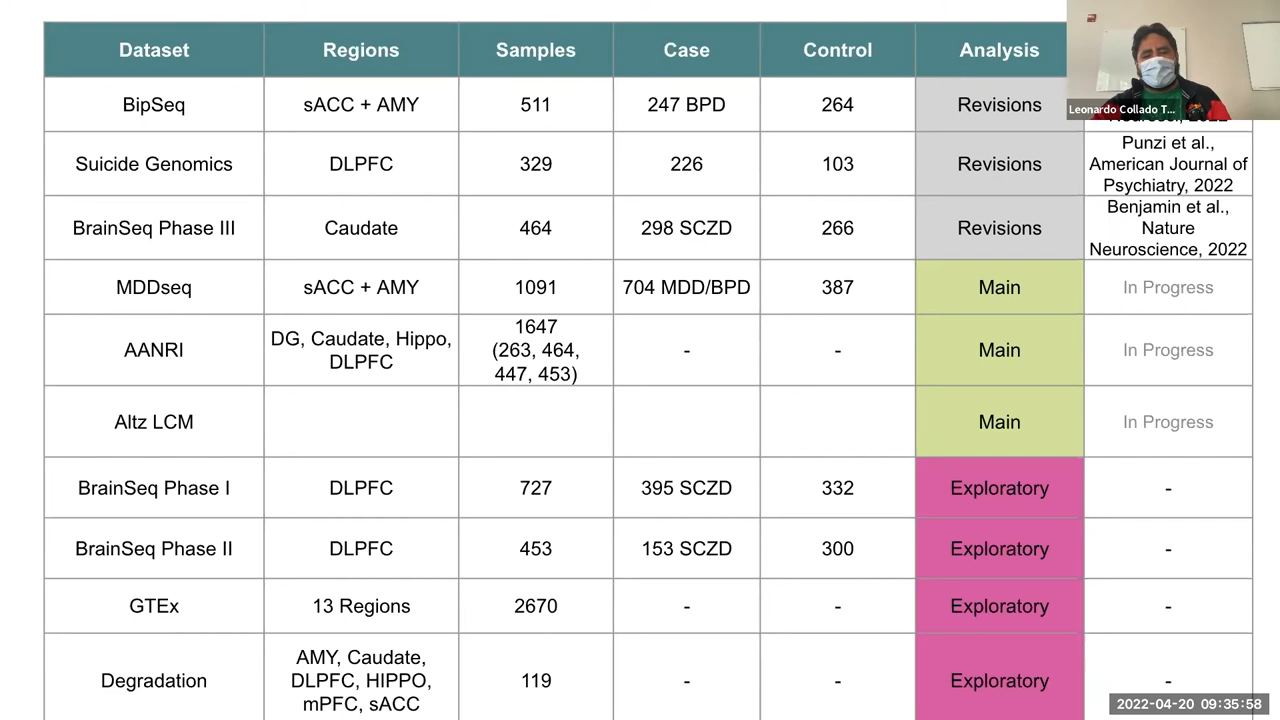 Dataset Regions Samples Case Control Analysis
BipSeq sACC + AMY 511 247 BPD 264 Revisions
Leonardo Collado T...
2022
Suicide Genomics DLPFC 329 226 103 Revisions Punzi et al.,
American Journal of
Psychiatry, 2022
BrainSeq Phase III Caudate 464 298 SCZD 266 Revisions Benjamin et al.,
Nature
Neuroscience, 2022
MDDseq sACC + AMY 1091 704 MDD/BPD 387 Main In Progress
AANRI DG, Caudate, Hippo,
DLPFC
1647
(263, 464,
447, 453)
- - Main In Progress
Altz LCM Main In Progress
BrainSeq Phase I DLPFC 727 395 SCZD 332 Exploratory -
BrainSeq Phase II DLPFC 453 153 SCZD 300 Exploratory -
GTEx 13 Regions 2670 - - Exploratory -
Degradation AMY, Caudate,
DLPFC, HIPPO,
mPFC, sACC
119 - - Exploratory -
2022-04-20 09:35:58